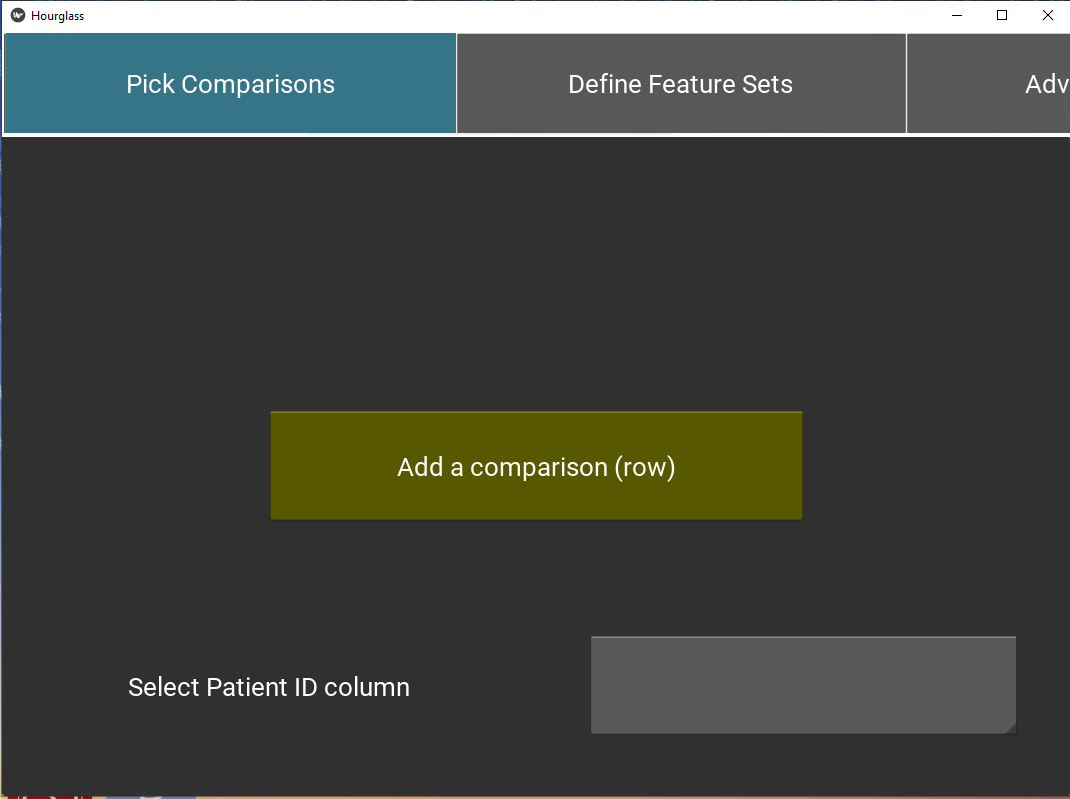 Hourglass
Pick Comparisons
Define Feature Sets
Adv
Add a comparison (row)
Select Patient ID column